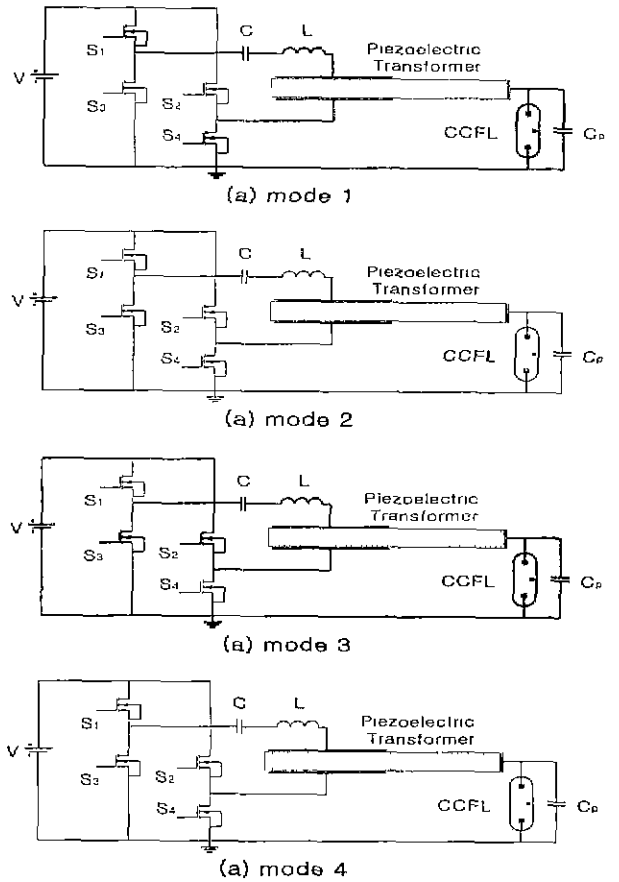 C L
S1 Piezoelectric Transformer
V
S3 S2
S4 CCFL Cp
(a) mode 1
C L
S1 Piezoelectric Transformer
V
S3 S2
S4 CCFL Cp
(a) mode 2
C L
S1 Piezoelectric Transformer
V
S3 S2
S4 CCFL Cp
(a) mode 3
C L
S1 Piezoelectric Transformer
V
S3 S2
S4 CCFL Cp
(a) mode 4